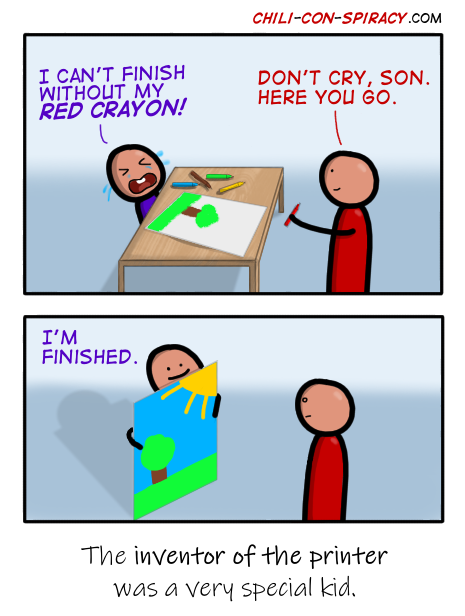 CHILI-CON-SPIRACY.COM
I CAN'T FINISH
WITHOUT MY
RED CRAYON!
DON'T CRY, SON.
HERE YOU GO.
I'M
FINISHED.
The inventor of the printer
was a very special kid.